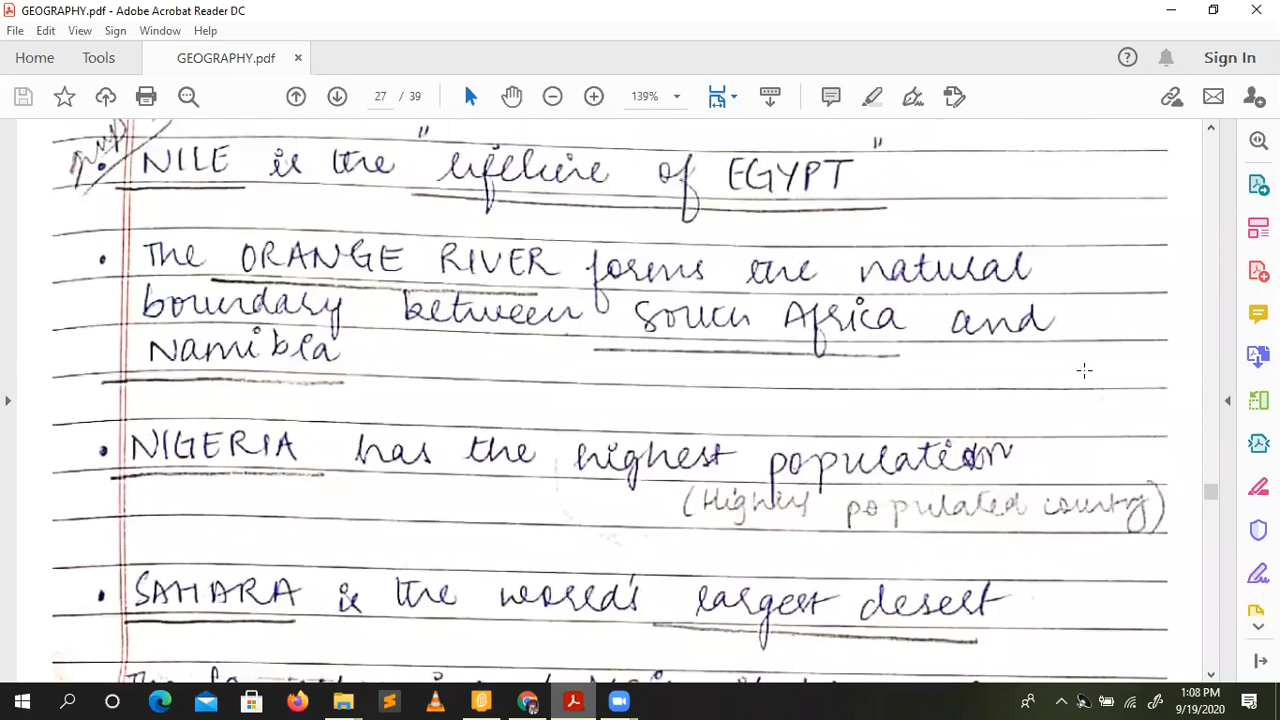 GEOGRAPHY.pdf - Adobe Acrobat Reader DC
File Edit View Sign Window Help
Home Tools GEOGRAPHY.pdf Sign In
27 / 39 139%
• NILE is the "lifeline of EGYPT"
• The ORANGE RIVER forms the natural
boundary between South Africa and
Namibia
• NIGERIA has the highest population
(Highly populated country)
• SAHARA is the world's largest desert
1:08 PM
9/19/2020